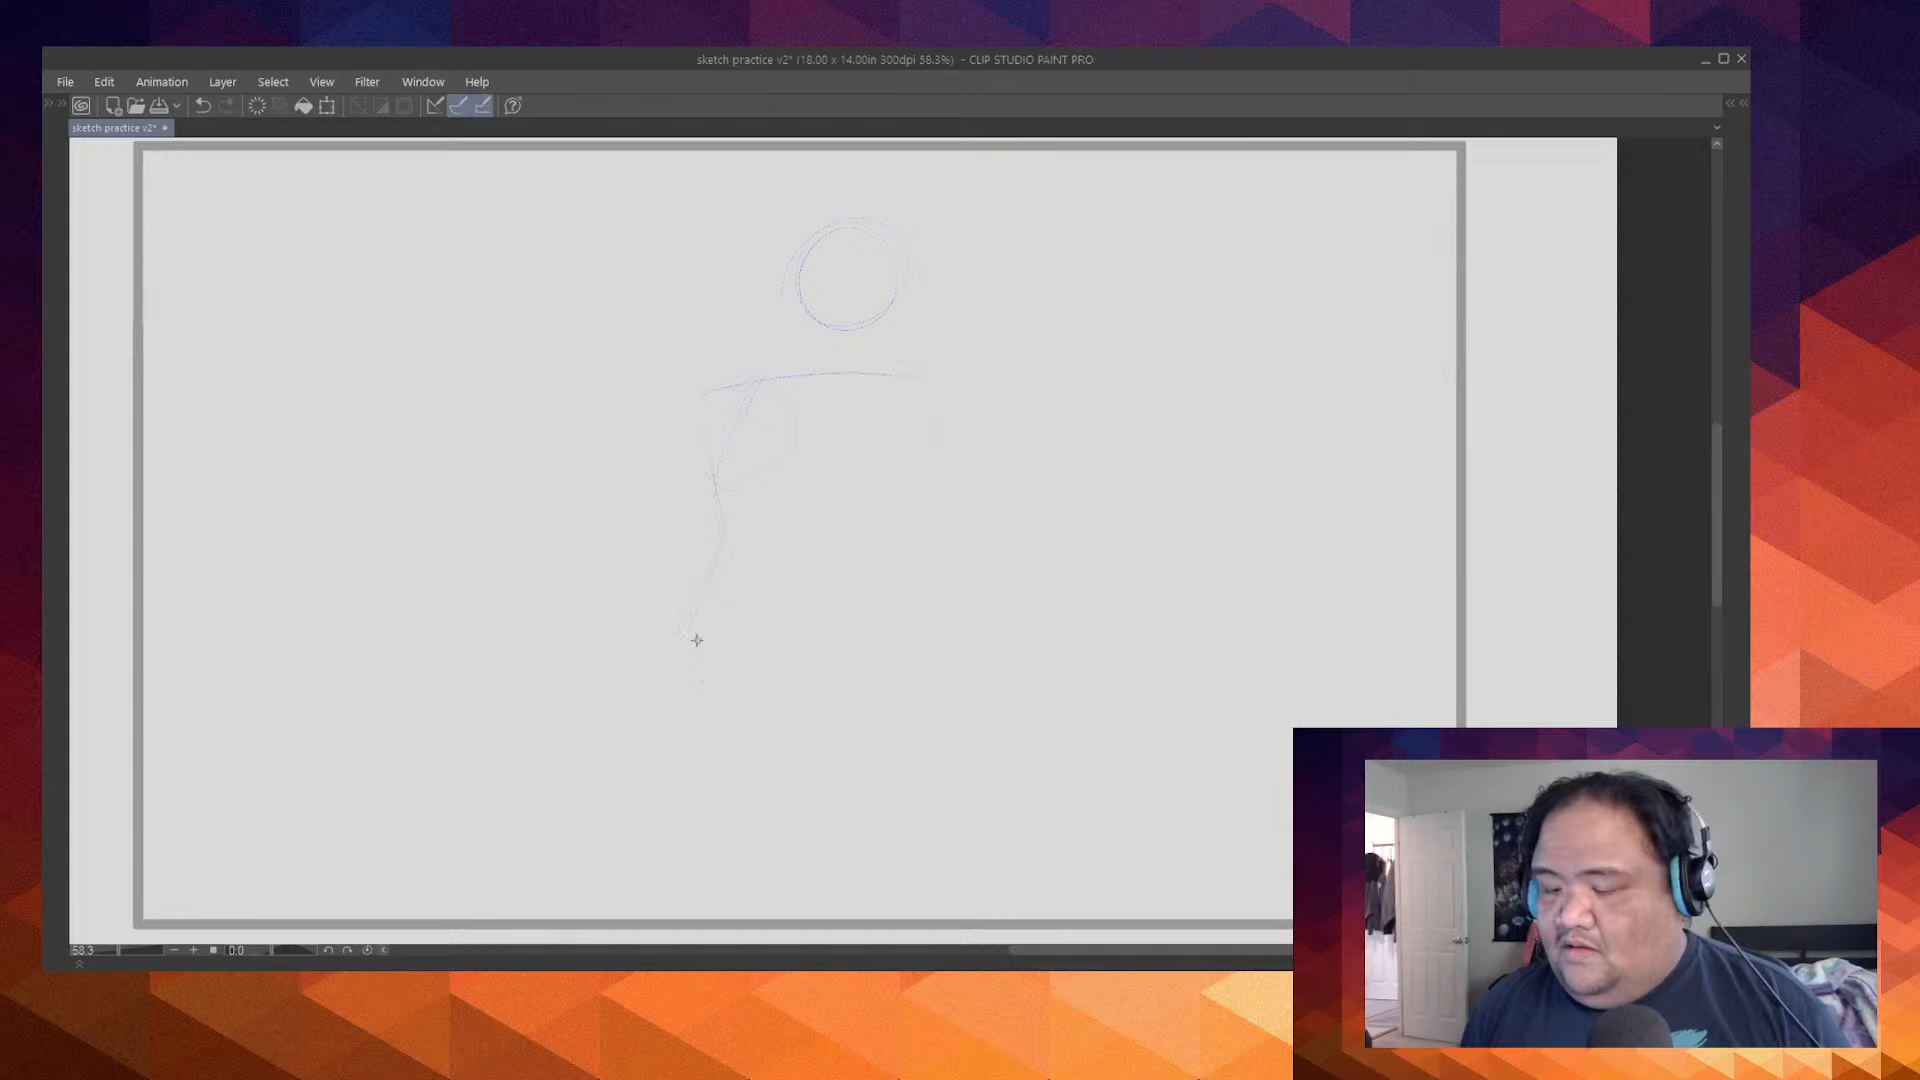 sketch practice v2* (18.00 x 14.00in 300dpi 58.3%) - CLIP STUDIO PAINT PRO
File Edit Animation Layer Select View Filter Window Help
sketch practice v2*
58.3
0.0